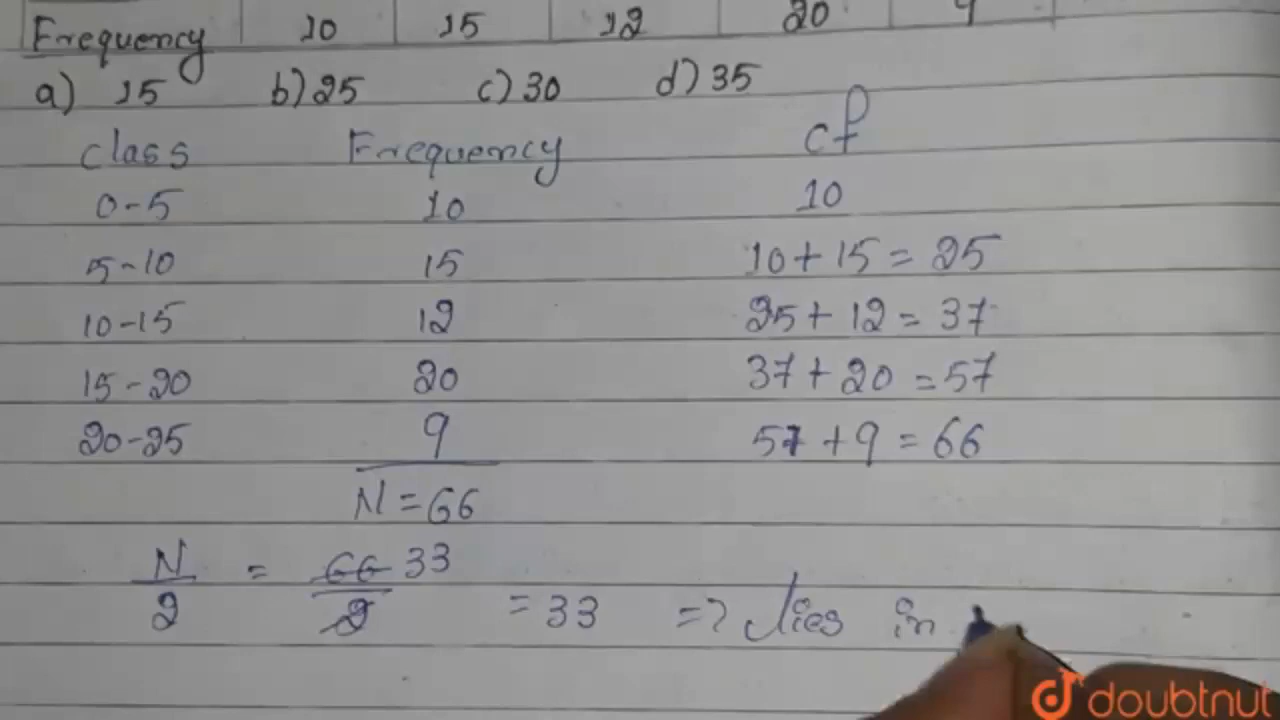 Frequency 10 15 12 20 9
a) 15 b) 25 c) 30 d) 35
Class Frequency cf
0-5 10 10
5-10 15 10+15=25
10-15 12 25+12=37
15-20 20 37+20=57
20-25 9 57+9=66
N=66
N/2 = 66/2 33 =33 => lies in
doubtnut